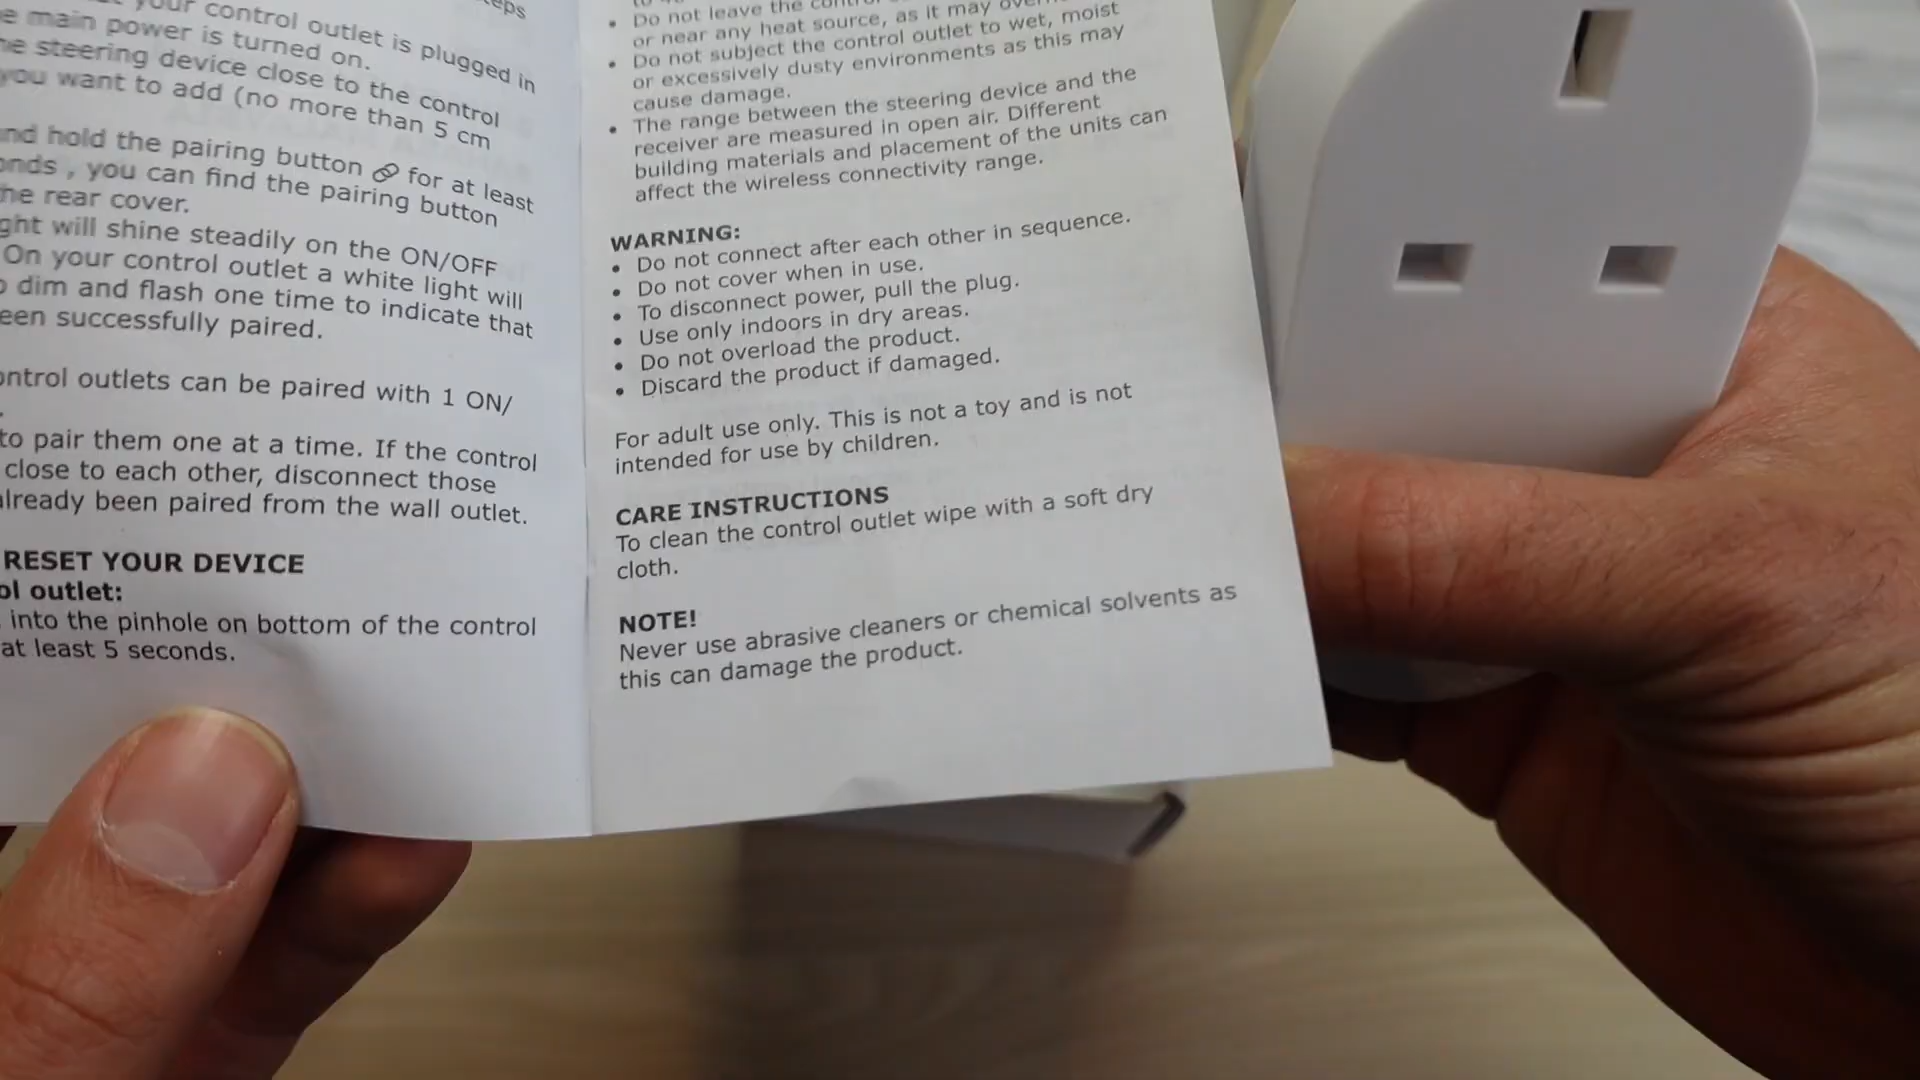 your control outlet is plugged in
main power is turned on.
steering device close to the control
you want to add (no more than 5 cm
hold the pairing button for at least
, you can find the pairing button
rear cover.
will shine steadily on the ON/OFF
On your control outlet a white light will
dim and flash one time to indicate that
successfully paired.
outlets can be paired with 1 ON/
to pair them one at a time. If the control
close to each other, disconnect those
already been paired from the wall outlet.
RESET YOUR DEVICE
outlet:
into the pinhole on bottom of the control
at least 5 seconds.
• Do not leave the
or near any heat source, as it may
• Do not subject the control outlet to wet, moist
or excessively dusty environments as this may
cause damage.
• The range between the steering device and the
receiver are measured in open air. Different
building materials and placement of the units can
affect the wireless connectivity range.
WARNING:
• Do not connect after each other in sequence.
• Do not cover when in use.
• To disconnect power, pull the plug.
• Use only indoors in dry areas.
• Do not overload the product.
• Discard the product if damaged.
For adult use only. This is not a toy and is not
intended for use by children.
CARE INSTRUCTIONS
To clean the control outlet wipe with a soft dry
cloth.
NOTE!
Never use abrasive cleaners or chemical solvents as
this can damage the product.